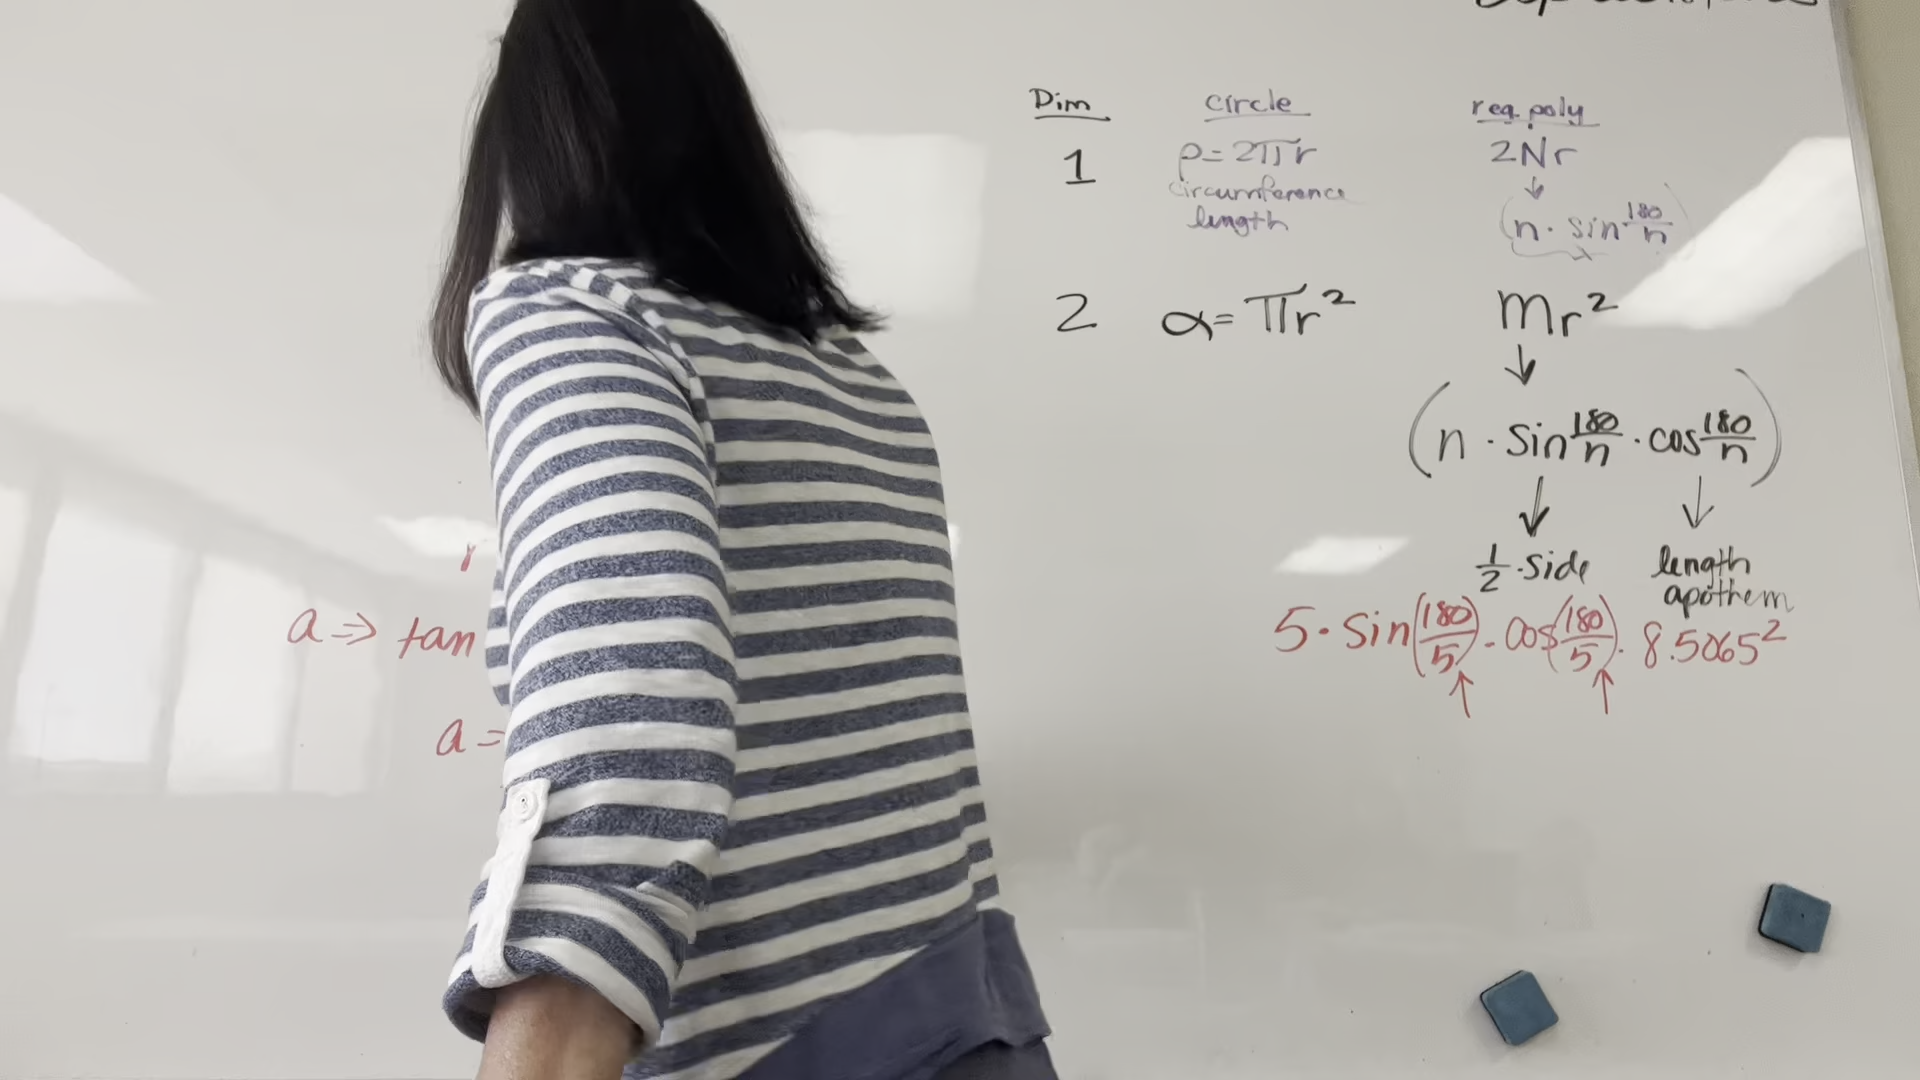 Dim circle reg. poly
1 ρ=2πr 2Nr
circumference
length
(n · sin 180/n
2 α=πr² mr²
(n · sin 180/n · cos 180/n)
1/2 · side length
apothem
r
a ⇒ tan
5 · sin(180/5) · cos(180/5) · 8.5065²
a =